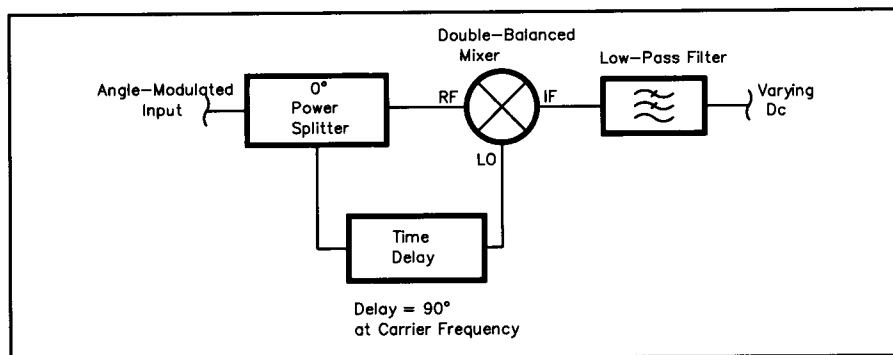 Double-Balanced
Mixer
Low-Pass Filter
Angle-Modulated
Input
0°
Power
Splitter
RF
IF
LO
Varying
Dc
Time
Delay
Delay = 90°
at Carrier Frequency